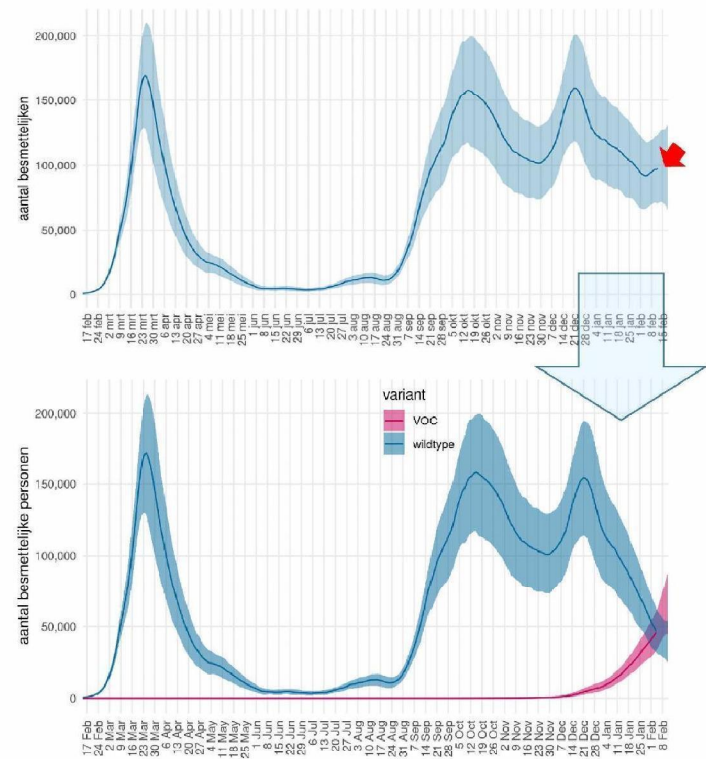 200,000
150,000
100,000
50,000
0
aantal besmettelijken
17 feb
24 feb
2 mrt
9 mrt
16 mrt
23 mrt
30 mrt
6 apr
13 apr
20 apr
27 apr
4 mei
11 mei
18 mei
25 mei
1 jun
8 jun
15 jun
22 jun
29 jun
6 jul
13 jul
20 jul
27 jul
3 aug
10 aug
17 aug
24 aug
31 aug
7 sep
14 sep
21 sep
28 sep
5 okt
12 okt
19 okt
26 okt
2 nov
9 nov
16 nov
23 nov
30 nov
7 dec
14 dec
21 dec
28 dec
4 jan
11 jan
18 jan
25 jan
1 feb
8 feb
15 feb
variant
VOC
wildtype
200,000
150,000
100,000
50,000
0
aantal besmettelijke personen
17 Feb
24 Feb
2 Mar
9 Mar
16 Mar
23 Mar
30 Mar
6 Apr
13 Apr
20 Apr
27 Apr
4 May
11 May
18 May
25 May
1 Jun
8 Jun
15 Jun
22 Jun
29 Jun
6 Jul
13 Jul
20 Jul
27 Jul
3 Aug
10 Aug
17 Aug
24 Aug
31 Aug
7 Sep
14 Sep
21 Sep
28 Sep
5 Oct
12 Oct
19 Oct
26 Oct
2 Nov
9 Nov
16 Nov
23 Nov
30 Nov
7 Dec
14 Dec
21 Dec
28 Dec
4 Jan
11 Jan
18 Jan
25 Jan
1 Feb
8 Feb